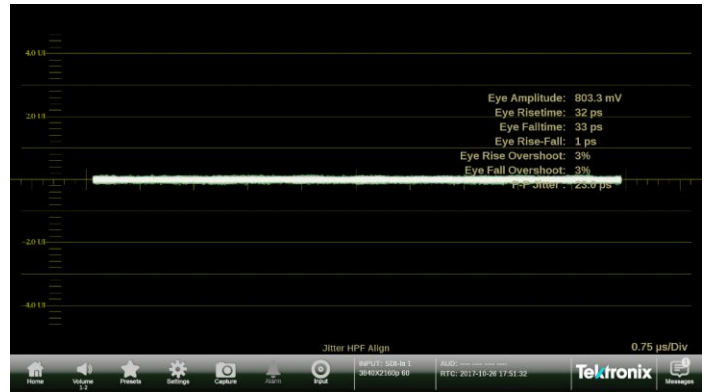 4.0 UI
Eye Amplitude: 803.3 mV
2.0 UI
Eye Risetime: 32 ps
Eye Falltime: 33 ps
Eye Rise-Fall: 1 ps
Eye Rise Overshoot: 3%
Eye Fall Overshoot: 3%
P-P Jitter : 23.0 ps
-2.0 UI
-4.0 UI
Jitter HPF Align
0.75 µs/Div
Home
Volume
1-2
Presets
Settings
Capture
Alarm
Input
INPUT: SDI-In 1
3840X2160p 60
AUD: ---- ---- ---- ----
RTC: 2017-10-26 17:51:32
Tektronix
Messages